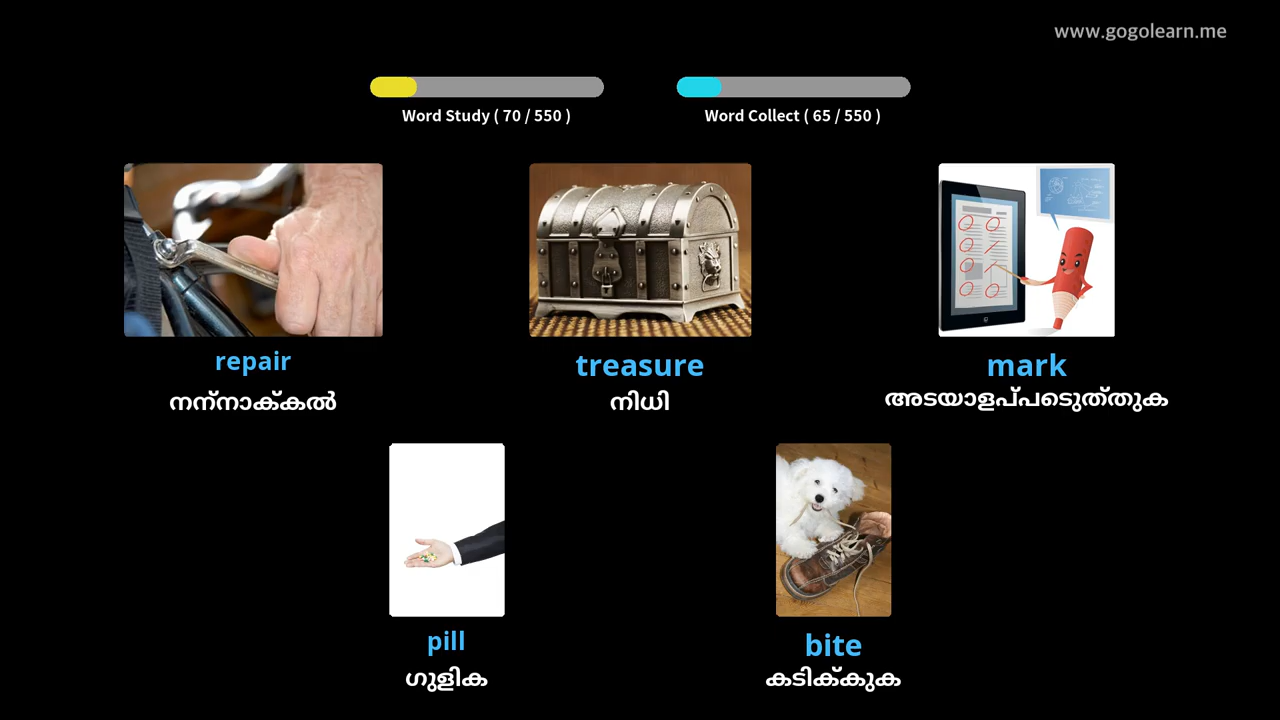 www.gogolearn.me
Word Study ( 70 / 550 )
Word Collect ( 65 / 550 )
repair
നന്നാക്കൽ
treasure
നിധി
mark
അടയാളപ്പടെുത്തുക
pill
ഗുളിക
bite
കടിക്കുക